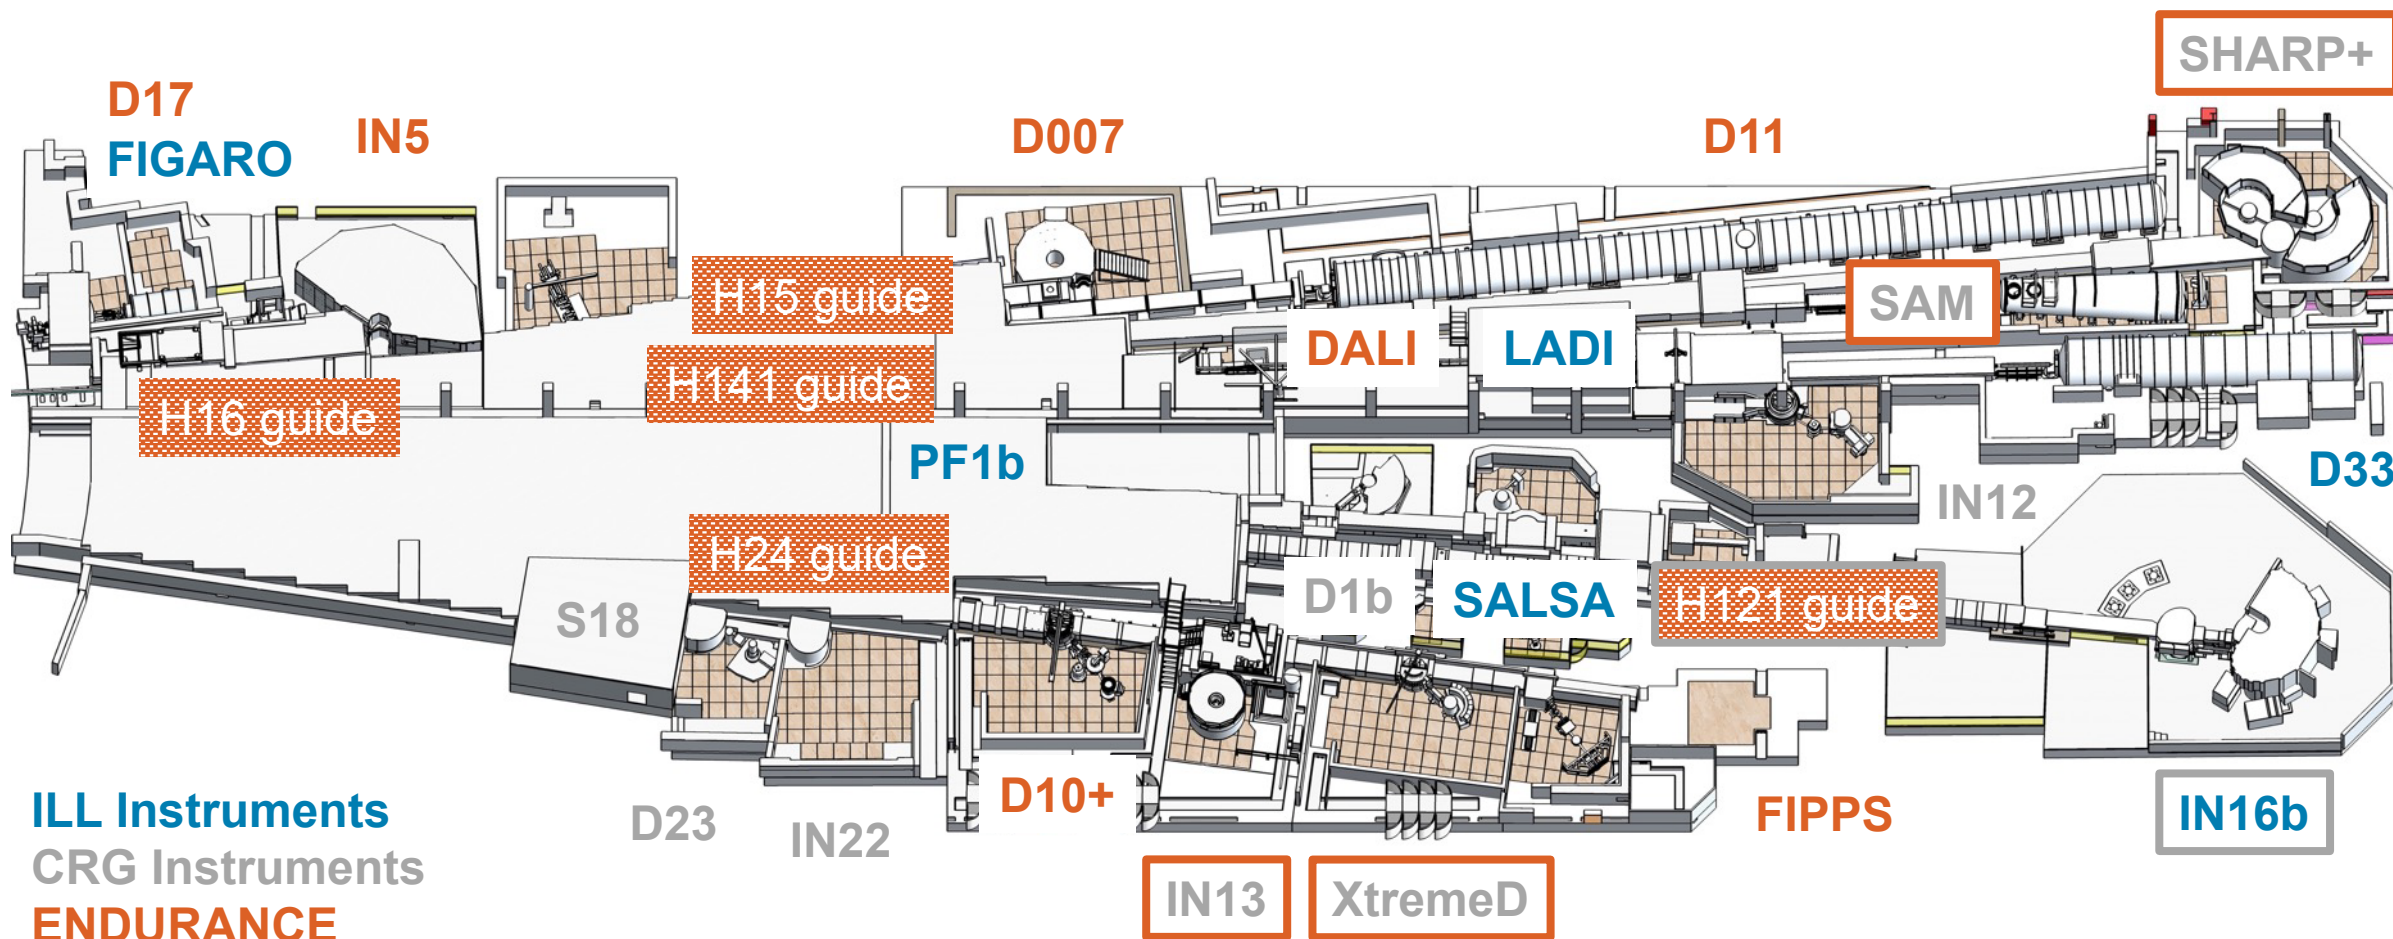 SHARP+
D17
FIGARO
IN5
D007
D11
H15 guide
SAM
DALI
LADI
H141 guide
H16 guide
PF1b
D33
IN12
H24 guide
S18
D1b
SALSA
H121 guide
D10+
D23
IN22
FIPPS
IN16b
ILL Instruments
CRG Instruments
ENDURANCE
IN13
XtremeD